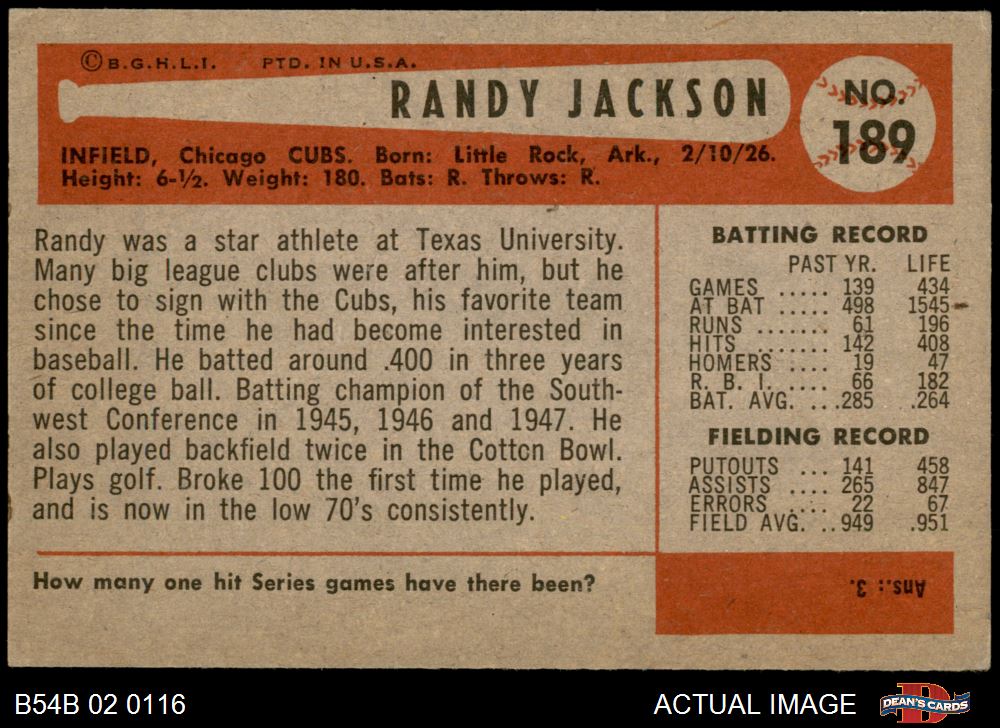 ©B.G.H.L.I. PTD. IN U.S.A.
RANDY JACKSON
NO.
189
INFIELD, Chicago CUBS. Born: Little Rock, Ark., 2/10/26.
Height: 6-½. Weight: 180. Bats: R. Throws: R.
Randy was a star athlete at Texas University.
Many big league clubs were after him, but he
chose to sign with the Cubs, his favorite team
since the time he had become interested in
baseball. He batted around .400 in three years
of college ball. Batting champion of the South-
west Conference in 1945, 1946 and 1947. He
also played backfield twice in the Cotton Bowl.
Plays golf. Broke 100 the first time he played,
and is now in the low 70's consistently.
BATTING RECORD
PAST YR. LIFE
GAMES ..... 139 434
AT BAT ..... 498 1545
RUNS ....... 61 196
HITS ....... 142 408
HOMERS .... 19 47
R. B. I. .... 66 182
BAT. AVG. ...285 .264
FIELDING RECORD
PUTOUTS ... 141 458
ASSISTS .... 265 847
ERRORS .... 22 67
FIELD AVG. ..949 .951
How many one hit Series games have there been?
Ans.: 3.
B54B 02 0116
ACTUAL IMAGE
DEAN'S CARDS